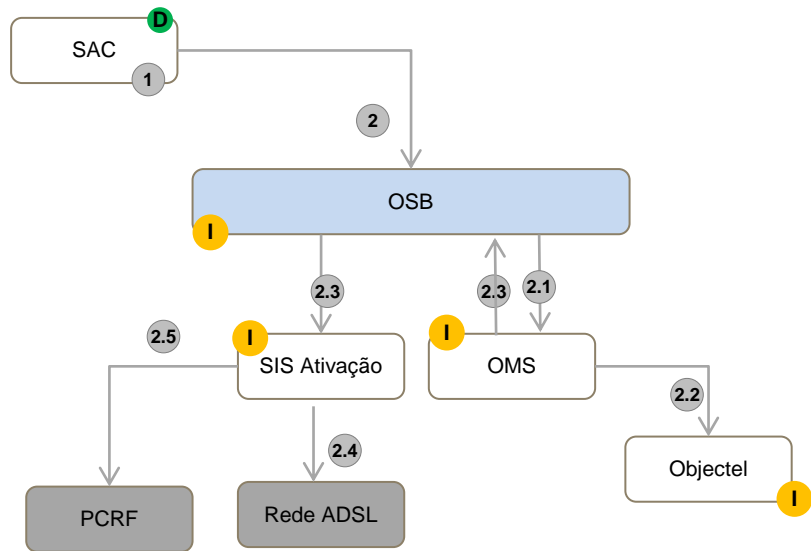 D
SAC
1
2
OSB
I
2.3
2.3
2.1
2.5
I
SIS Ativação
I
OMS
2.2
2.4
Objectel
I
PCRF
Rede ADSL